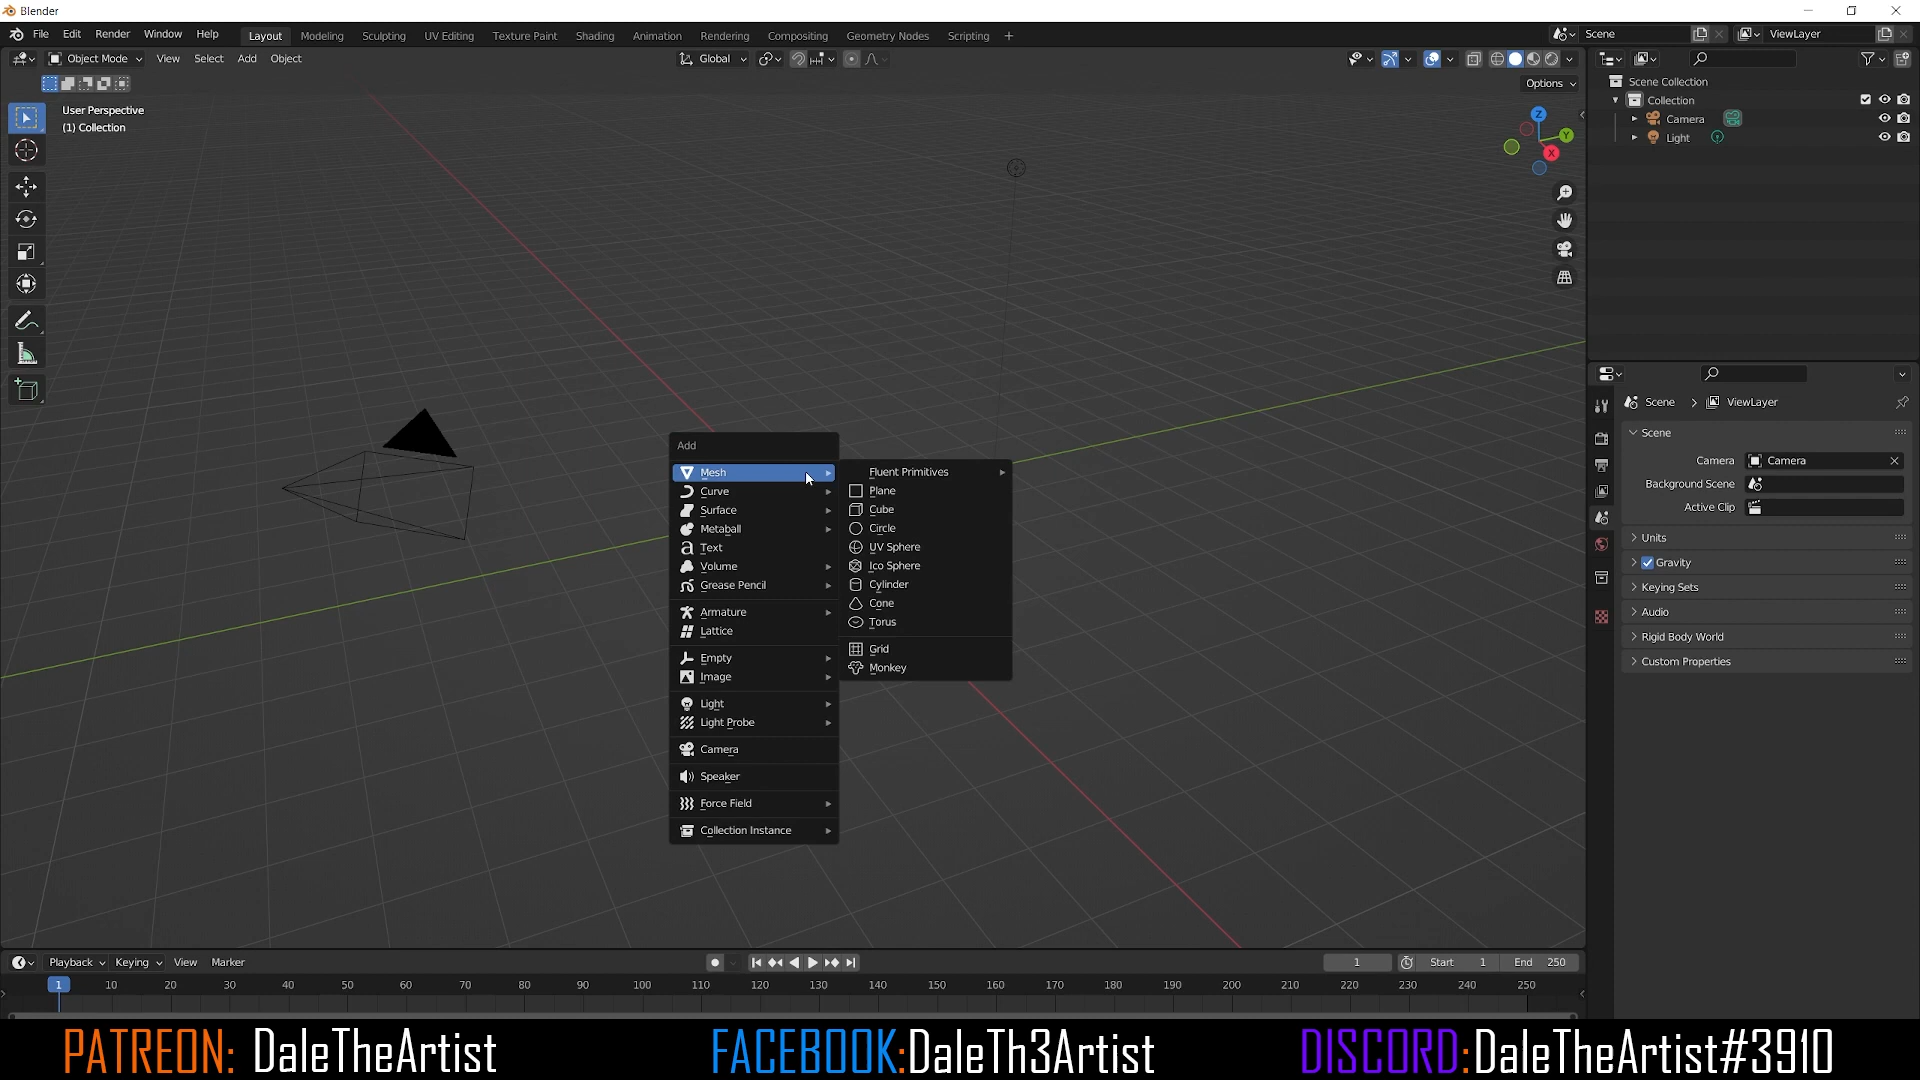 Blender
File Edit Render Window Help Layout Modeling Sculpting UV Editing Texture Paint Shading Animation Rendering Compositing Geometry Nodes Scripting + Scene ViewLayer
Object Mode View Select Add Object Global
Options
User Perspective
(1) Collection
Z
Y
X
Scene Collection
Collection
Camera
Light
Add
Mesh
Curve
Surface
Metaball
Text
Volume
Grease Pencil
Armature
Lattice
Empty
Image
Light
Light Probe
Camera
Speaker
Force Field
Collection Instance
Fluent Primitives
Plane
Cube
Circle
UV Sphere
Ico Sphere
Cylinder
Cone
Torus
Grid
Monkey
Scene > ViewLayer
Scene
Camera Camera
Background Scene
Active Clip
Units
Gravity
Keying Sets
Audio
Rigid Body World
Custom Properties
Playback Keying View Marker 1 Start 1 End 250
1 10 20 30 40 50 60 70 80 90 100 110 120 130 140 150 160 170 180 190 200 210 220 230 240 250
PATREON: DaleTheArtist FACEBOOK:DaleTh3Artist DISCORD:DaleTheArtist#3910